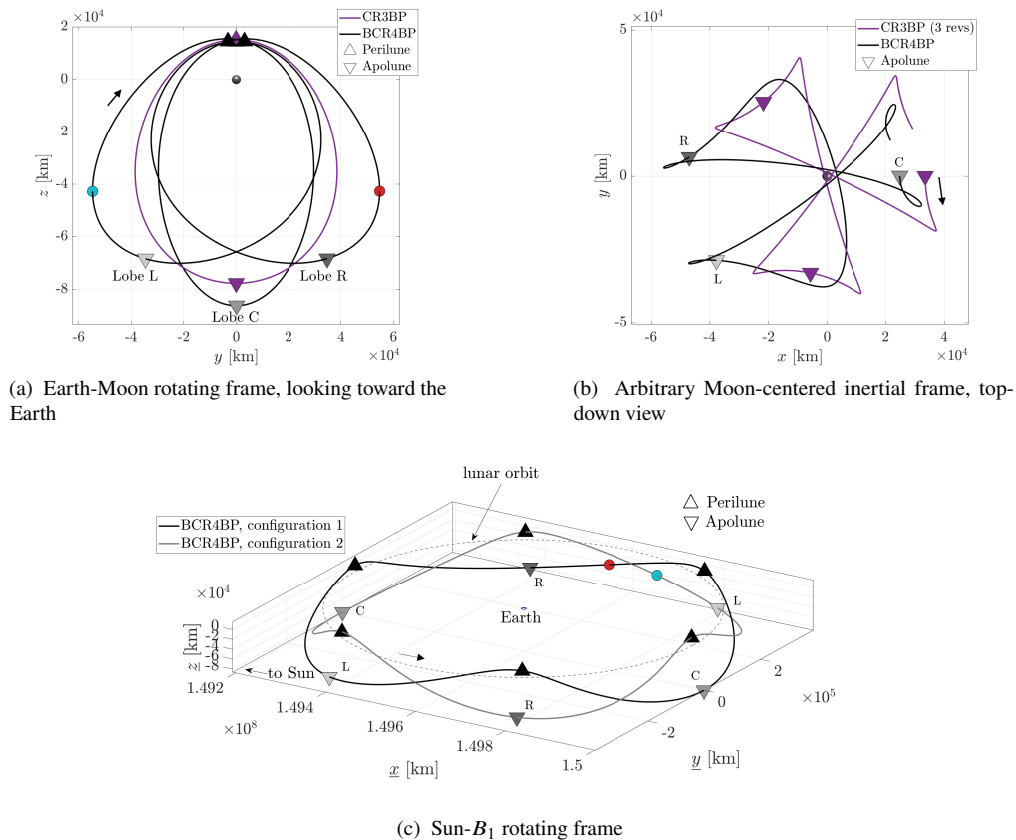 ×10⁴
CR3BP
BCR4BP
Perilune
Apolune
2
0
2
-4
-6
-8
z [km]
Lobe L
Lobe R
Lobe C
-6
-4
-2
0
2
4
6
y [km]
×10⁴
(a) Earth-Moon rotating frame, looking toward the
Earth
×10⁴
CR3BP (3 revs)
BCR4BP
Apolune
5
0
-5
y [km]
R
C
L
-6
-4
-2
0
2
4
x [km]
×10⁴
(b) Arbitrary Moon-centered inertial frame, top-
down view
lunar orbit
Perilune
Apolune
BCR4BP, configuration 1
BCR4BP, configuration 2
×10⁴
0
-2
-4
-6
-8
z [km]
R
C
L
Earth
L
C
R
to Sun
1.492
1.494
1.496
1.498
1.5
×10⁸
x [km]
2
0
-2
×10⁵
y [km]
(c) Sun-B₁ rotating frame